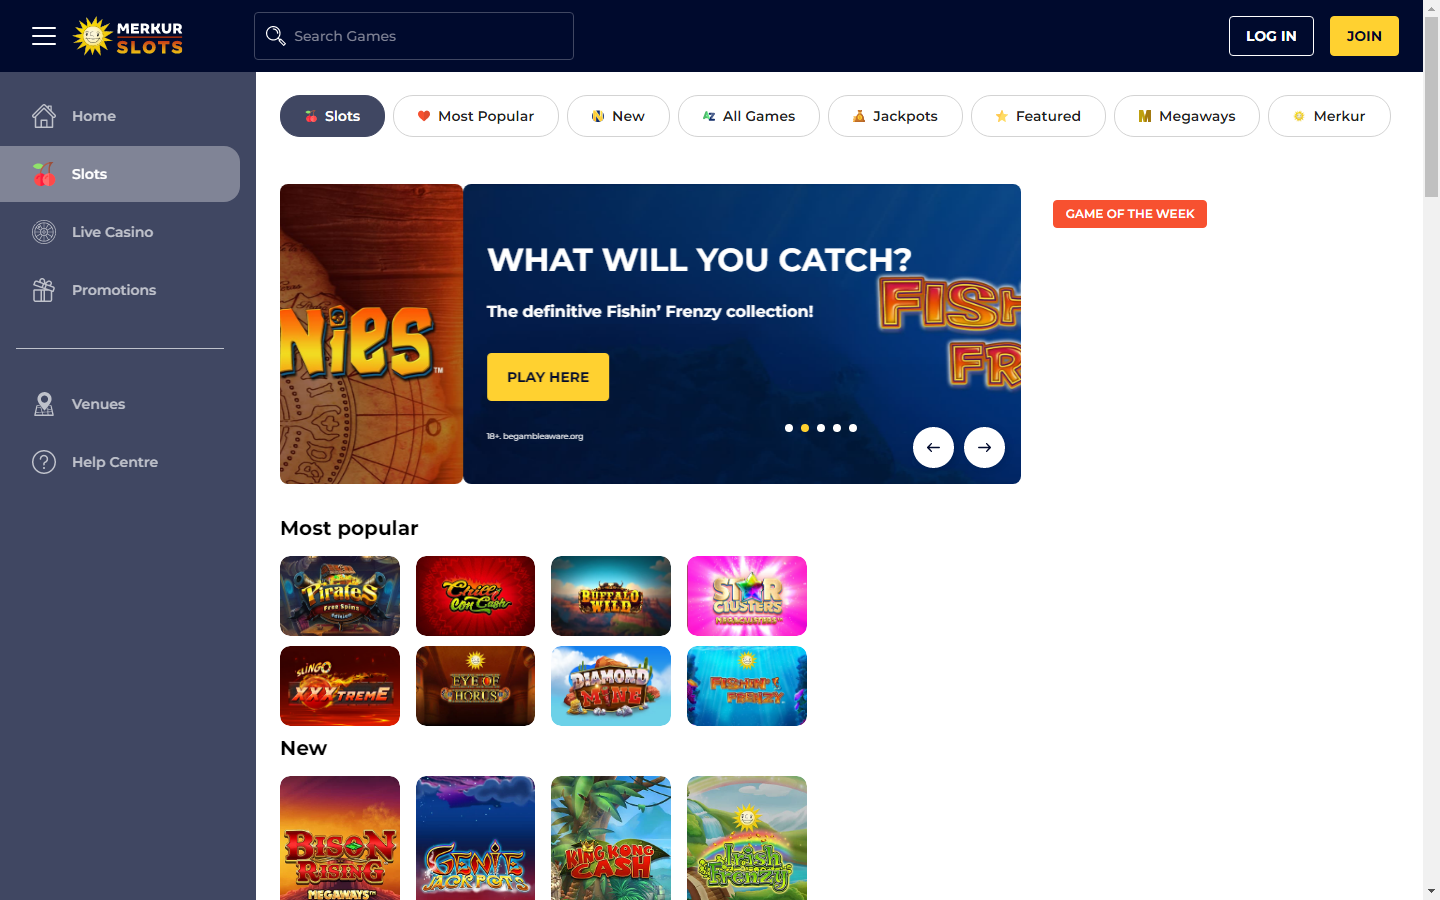 MERKUR
SLOTS
Search Games
LOG IN
JOIN
Home
Slots
Live Casino
Promotions
Venues
Help Centre
Slots
Most Popular
New
AZ All Games
Jackpots
Featured
Megaways
Merkur
NIES™
WHAT WILL YOU CATCH?
The definitive Fishin’ Frenzy collection!
PLAY HERE
18+. begambleaware.org
FISH
FR
GAME OF THE WEEK
Most popular
Pirates
Free Spins
Edition
Chilli
Con Cash
BUFFALO
WILD
STAR
CLUSTERS
MEGACLUSTERS™
SLINGO
XXXTREME
EYE OF
HORUS
DIAMOND
MINE
FISHIN'
FRENZY
New
BISON
RISING
MEGAWAYS™
GENIE
JACKPOTS
KING KONG
CASH
Irish
Frenzy